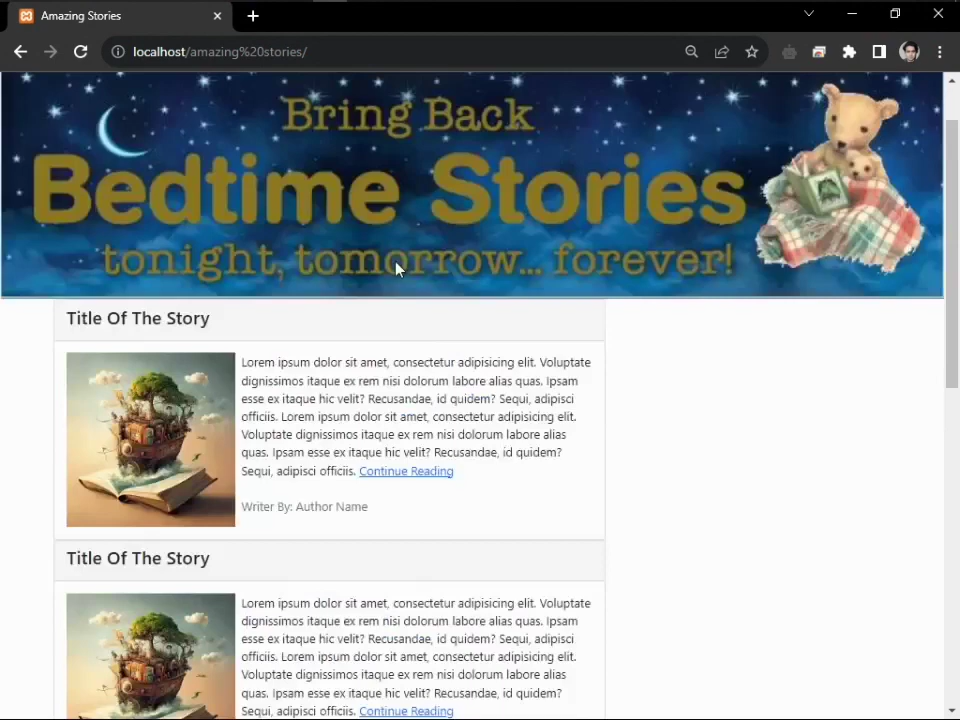 Amazing Stories
localhost/amazing%20stories/
Bring Back
Bedtime Stories
tonight, tomorrow... forever!
Title Of The Story
Lorem ipsum dolor sit amet, consectetur adipisicing elit. Voluptate
dignissimos itaque ex rem nisi dolorum labore alias quas. Ipsam
esse ex itaque hic velit? Recusandae, id quidem? Sequi, adipisci
officiis. Lorem ipsum dolor sit amet, consectetur adipisicing elit.
Voluptate dignissimos itaque ex rem nisi dolorum labore alias
quas. Ipsam esse ex itaque hic velit? Recusandae, id quidem?
Sequi, adipisci officiis. Continue Reading
Writer By: Author Name
Title Of The Story
Lorem ipsum dolor sit amet, consectetur adipisicing elit. Voluptate
dignissimos itaque ex rem nisi dolorum labore alias quas. Ipsam
esse ex itaque hic velit? Recusandae, id quidem? Sequi, adipisci
officiis. Lorem ipsum dolor sit amet, consectetur adipisicing elit.
Voluptate dignissimos itaque ex rem nisi dolorum labore alias
quas. Ipsam esse ex itaque hic velit? Recusandae, id quidem?
Sequi, adipisci officiis. Continue Reading